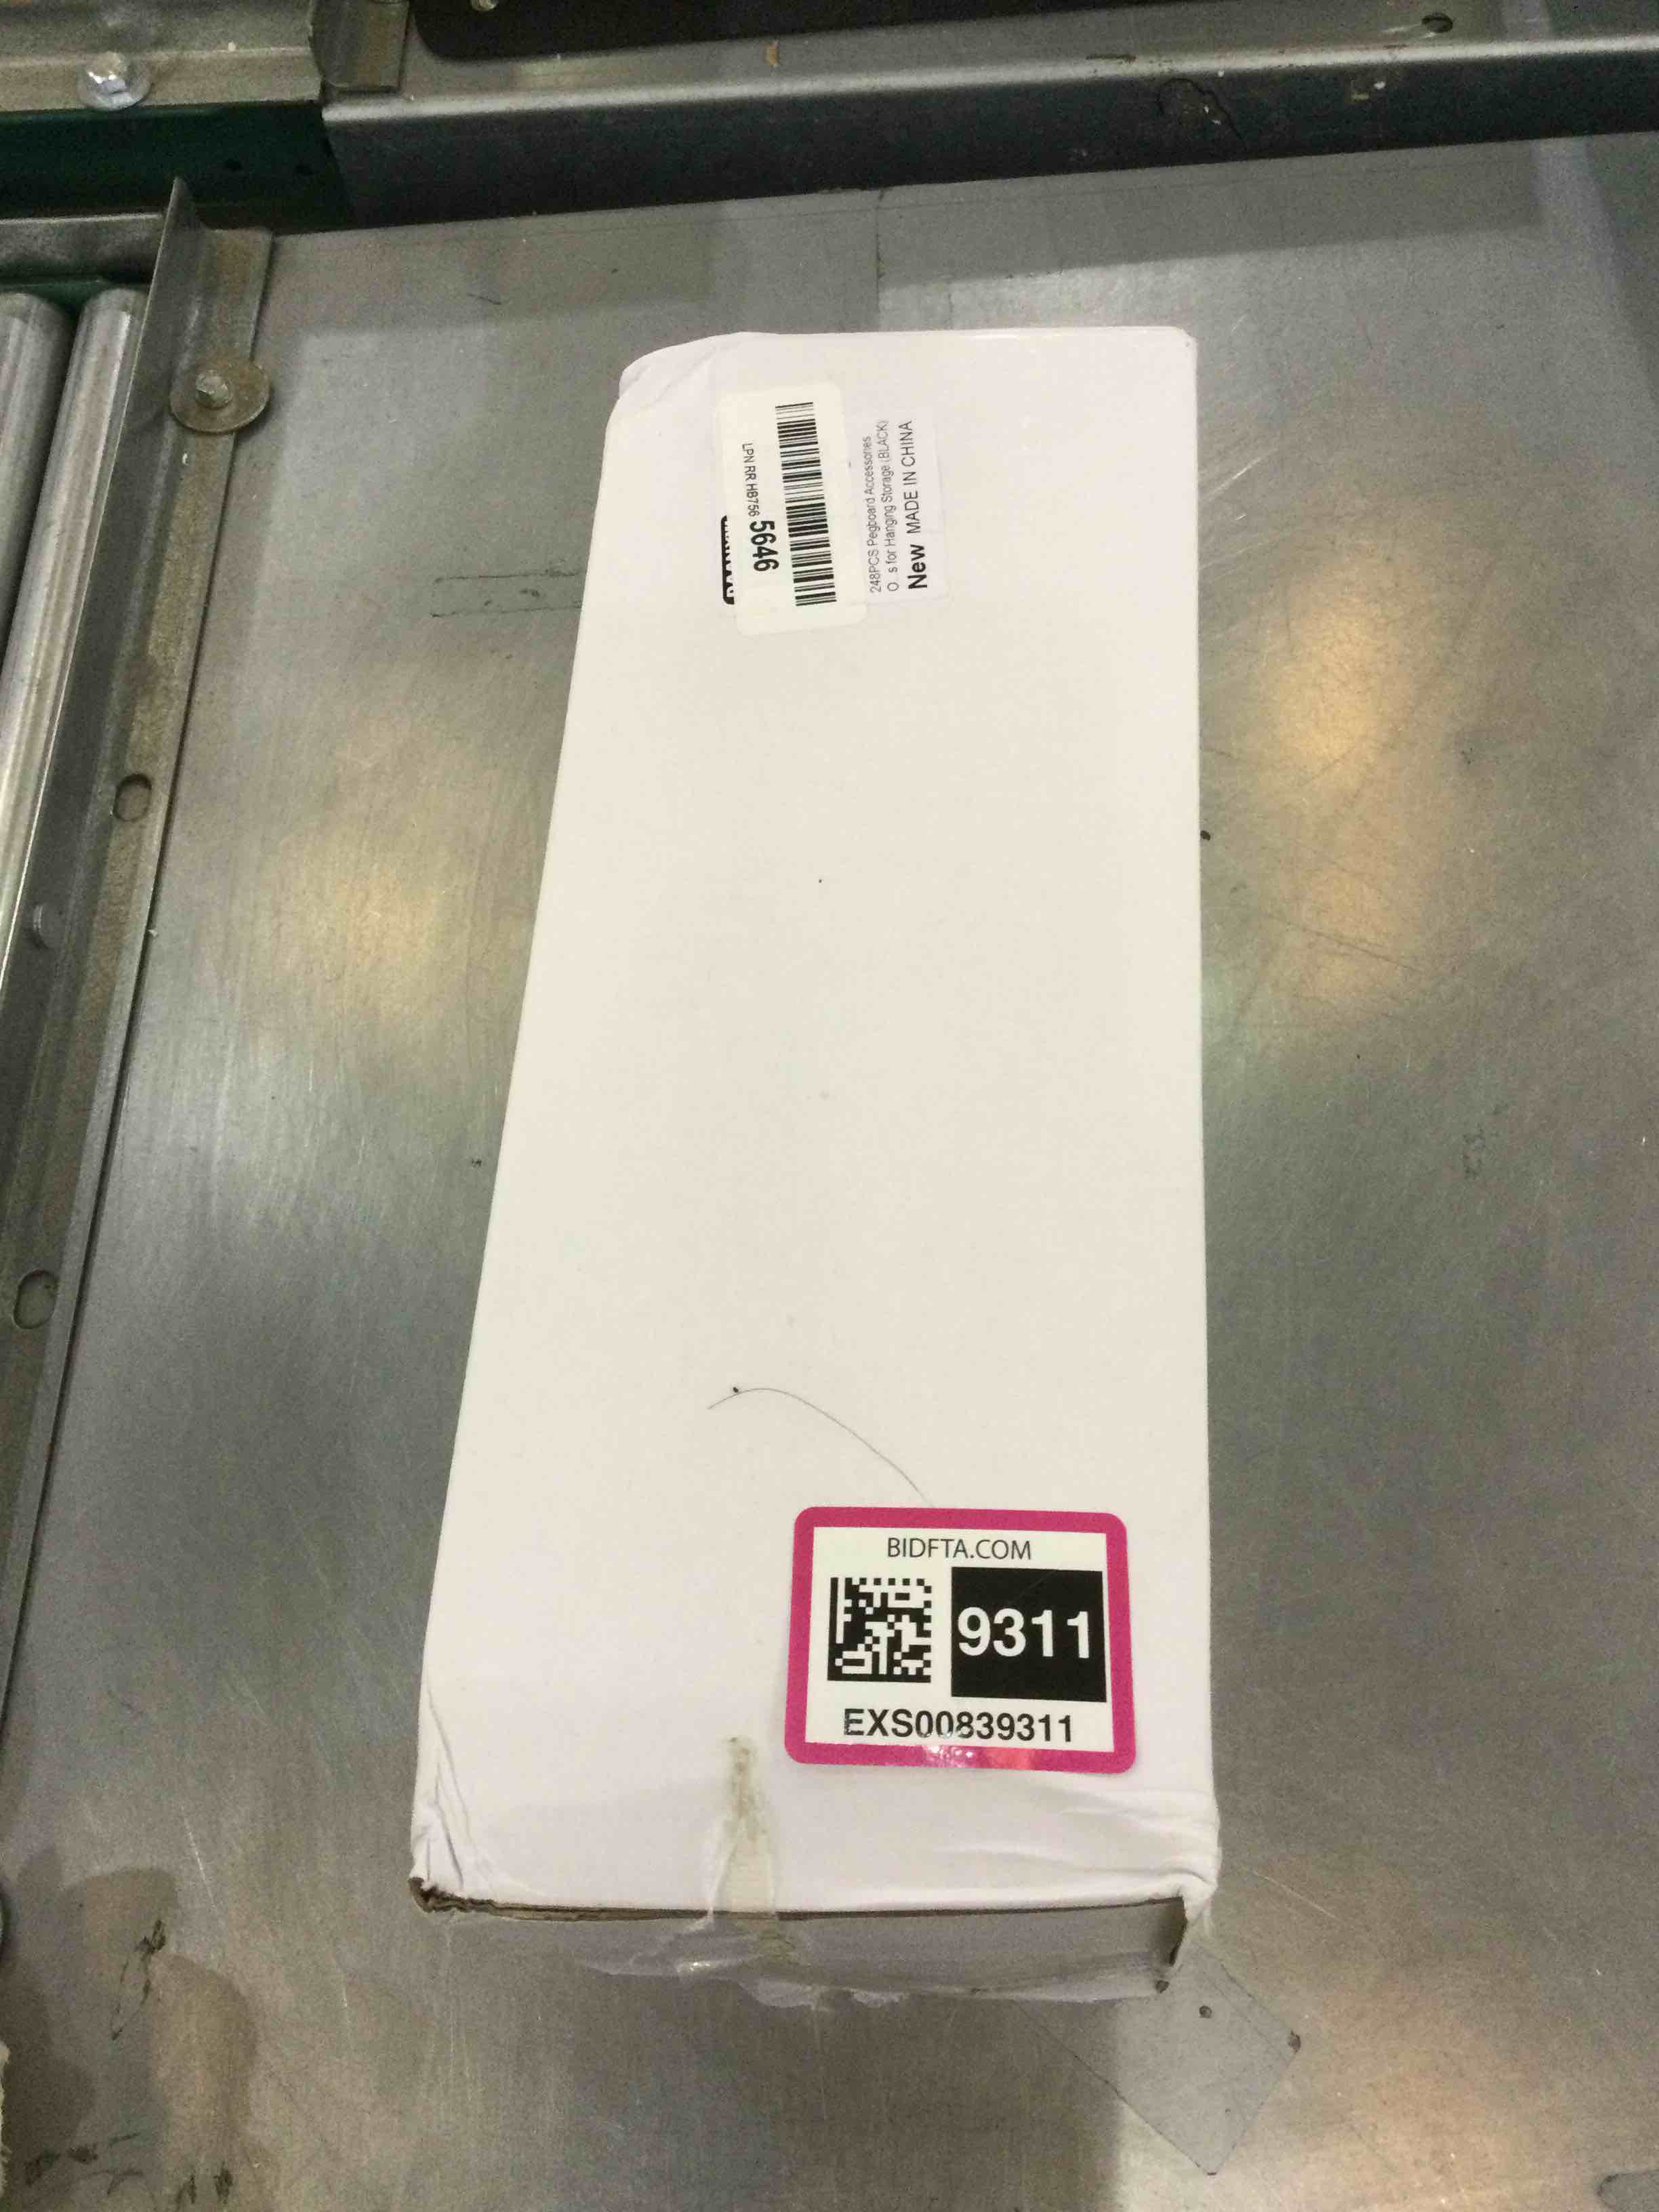 LPN RR HB756 5646
248PCS Pegboard Accessories
O...s for Hanging Storage (BLACK)
New MADE IN CHINA
BIDFTA.COM
9311
EXS00839311